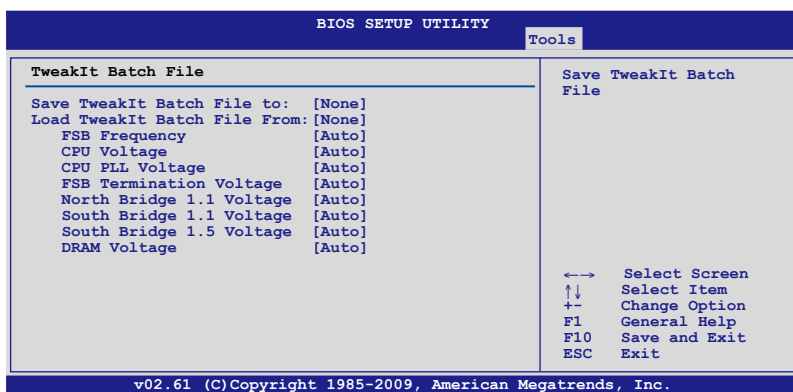 BIOS SETUP UTILITY
Tools
TweakIt Batch File
Save TweakIt Batch File to: [None]
Load TweakIt Batch File From: [None]
FSB Frequency [Auto]
CPU Voltage [Auto]
CPU PLL Voltage [Auto]
FSB Termination Voltage [Auto]
North Bridge 1.1 Voltage [Auto]
South Bridge 1.1 Voltage [Auto]
South Bridge 1.5 Voltage [Auto]
DRAM Voltage [Auto]
Save TweakIt Batch
File
←→ Select Screen
↑↓ Select Item
+- Change Option
F1 General Help
F10 Save and Exit
ESC Exit
v02.61 (C)Copyright 1985-2009, American Megatrends, Inc.